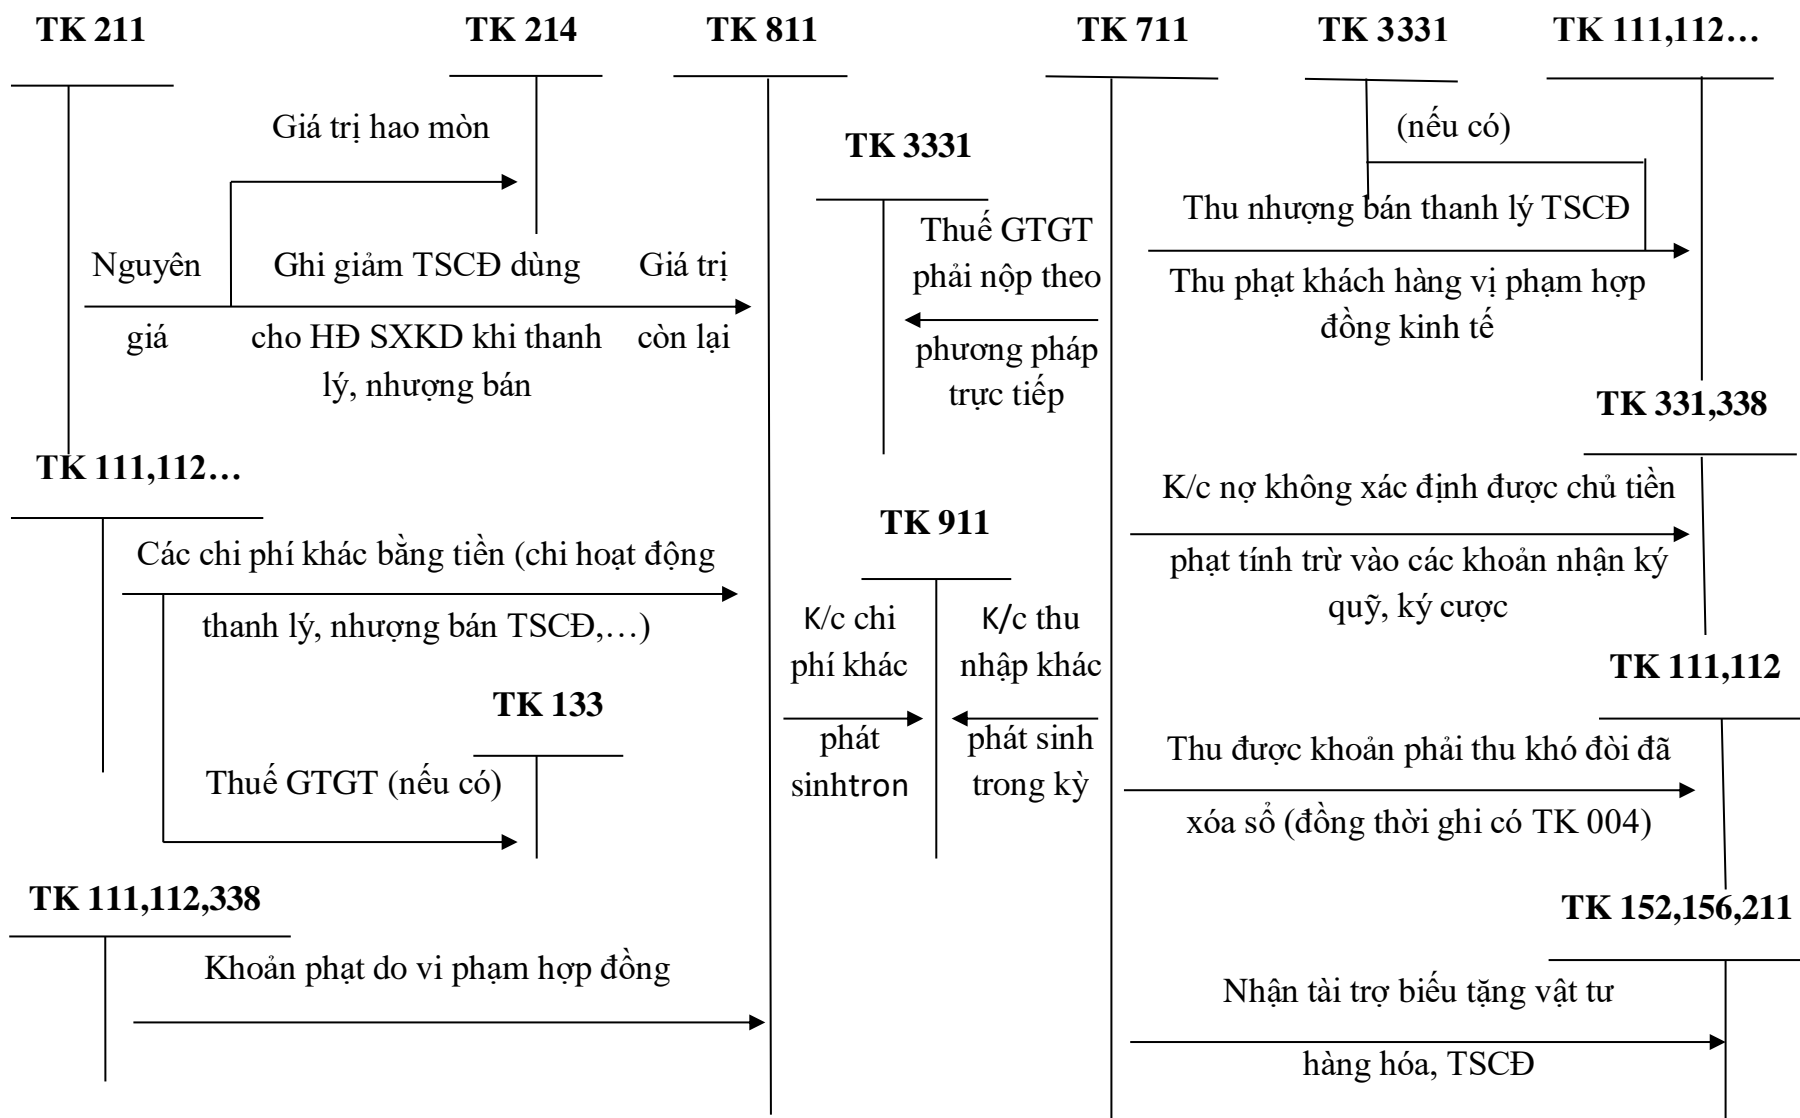 TK 211
TK 214
TK 811
TK 711
TK 3331
TK 111,112…
Giá trị hao mòn
Nguyên
giá
Ghi giảm TSCĐ dùng
cho HĐ SXKD khi thanh
lý, nhượng bán
Giá trị
còn lại
TK 3331
Thuế GTGT
phải nộp theo
phương pháp
trực tiếp
(nếu có)
Thu nhượng bán thanh lý TSCĐ
Thu phạt khách hàng vị phạm hợp
đồng kinh tế
TK 331,338
K/c nợ không xác định được chủ tiền
phạt tính trừ vào các khoản nhận ký
quỹ, ký cược
TK 111,112…
Các chi phí khác bằng tiền (chi hoạt động
thanh lý, nhượng bán TSCĐ,…)
TK 133
Thuế GTGT (nếu có)
TK 911
K/c chi
phí khác
phát
sinhtron
K/c thu
nhập khác
phát sinh
trong kỳ
TK 111,112
Thu được khoản phải thu khó đòi đã
xóa sổ (đồng thời ghi có TK 004)
TK 111,112,338
Khoản phạt do vi phạm hợp đồng
TK 152,156,211
Nhận tài trợ biếu tặng vật tư
hàng hóa, TSCĐ